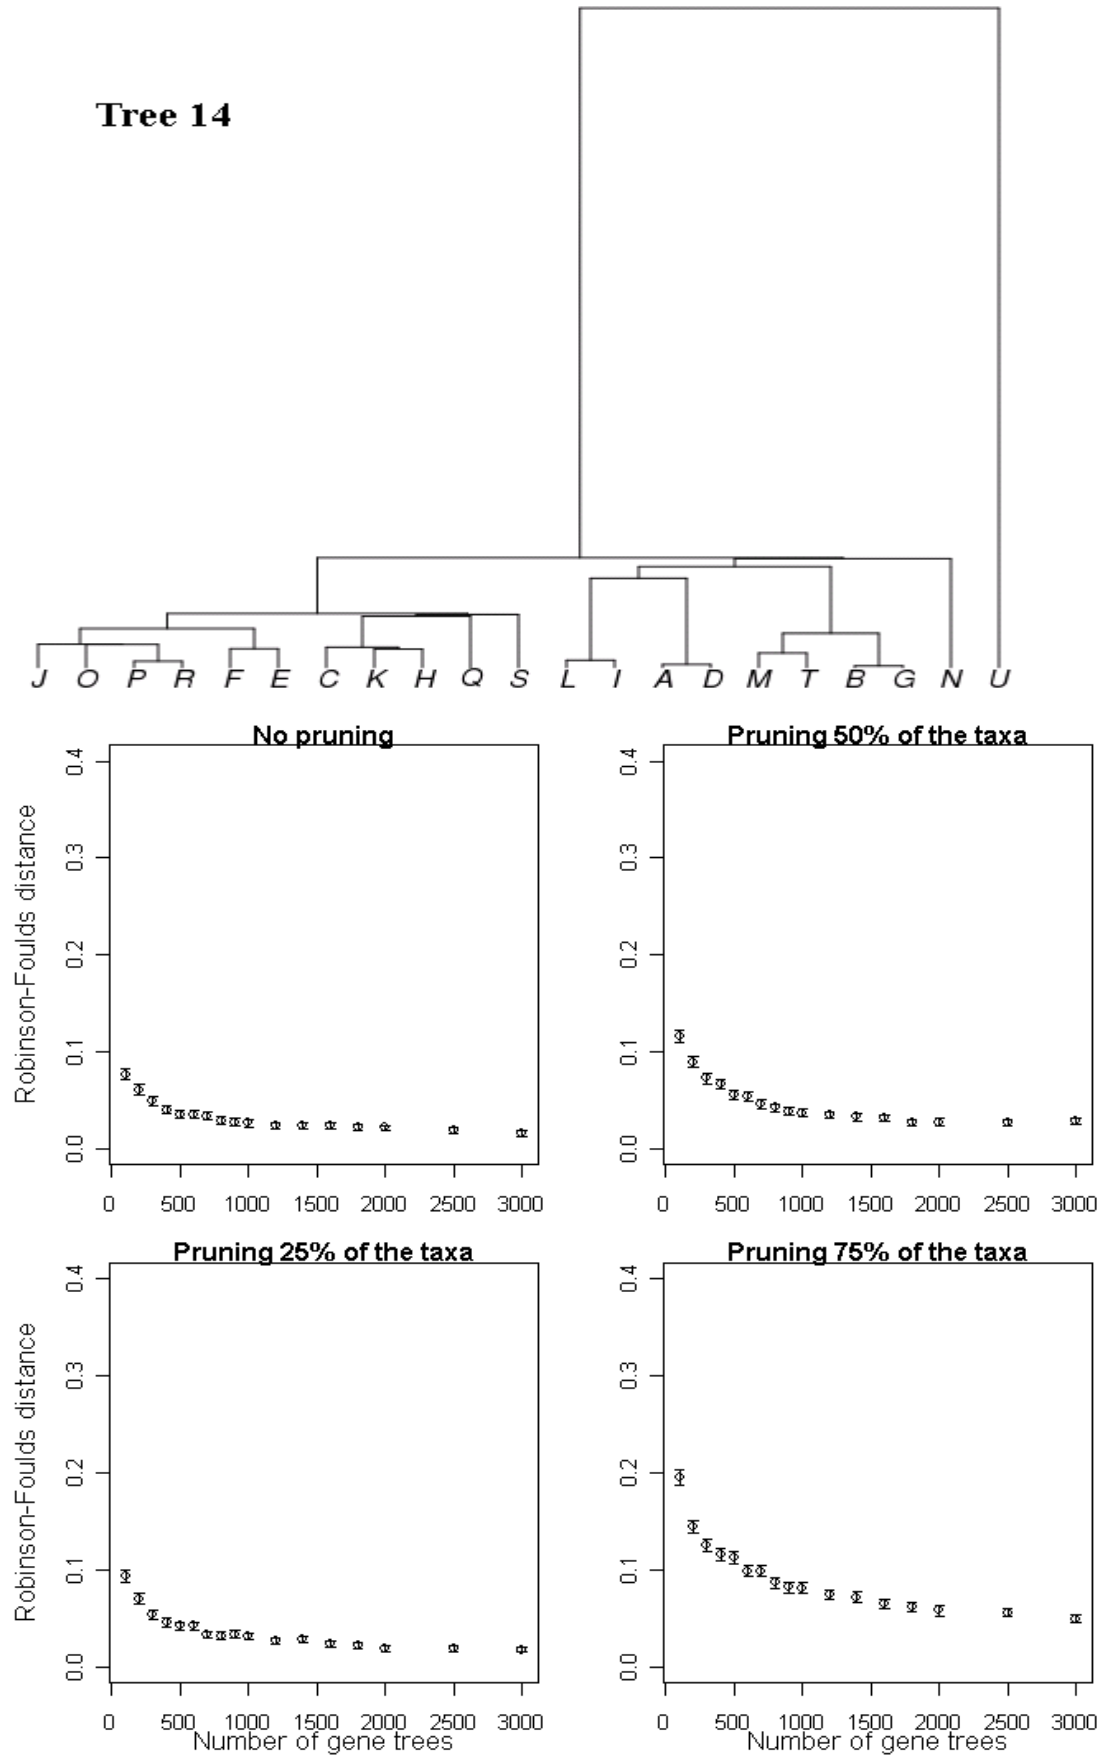 Tree 14
J O P R F E C K H Q S L I A D M T B G N U
No pruning
Robinson-Foulds distance
0.4
0.3
0.2
0.1
0.0
0 500 1000 1500 2000 2500 3000
Pruning 50% of the taxa
0.4
0.3
0.2
0.1
0.0
0 500 1000 1500 2000 2500 3000
Pruning 25% of the taxa
Robinson-Foulds distance
0.4
0.3
0.2
0.1
0.0
0 500 1000 1500 2000 2500 3000
Number of gene trees
Pruning 75% of the taxa
0.4
0.3
0.2
0.1
0.0
0 500 1000 1500 2000 2500 3000
Number of gene trees